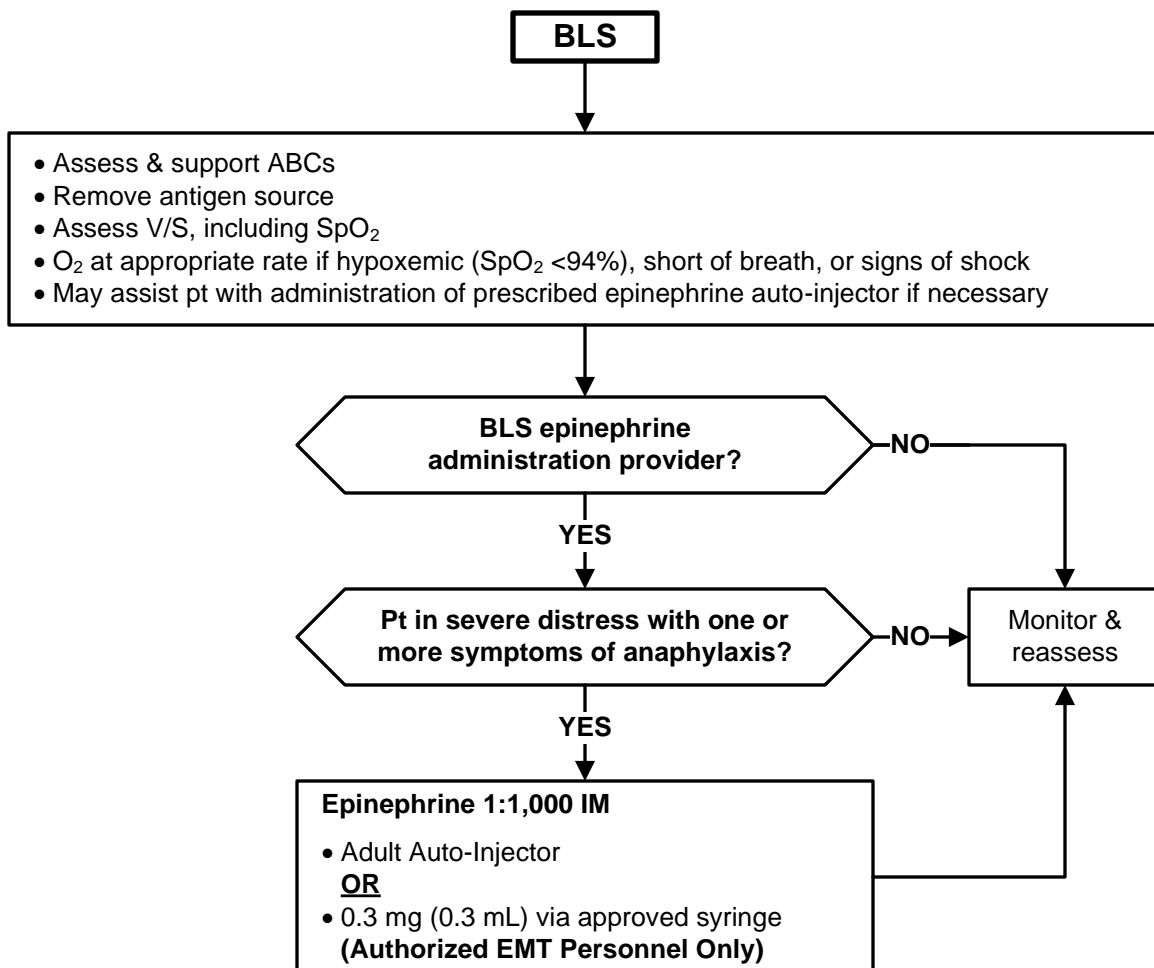 BLS
• Assess & support ABCs
• Remove antigen source
• Assess V/S, including SpO₂
• O₂ at appropriate rate if hypoxemic (SpO₂ <94%), short of breath, or signs of shock
• May assist pt with administration of prescribed epinephrine auto-injector if necessary
BLS epinephrine
administration provider?
NO
YES
Pt in severe distress with one or
more symptoms of anaphylaxis?
NO
Monitor &
reassess
YES
Epinephrine 1:1,000 IM
• Adult Auto-Injector
OR
• 0.3 mg (0.3 mL) via approved syringe
(Authorized EMT Personnel Only)